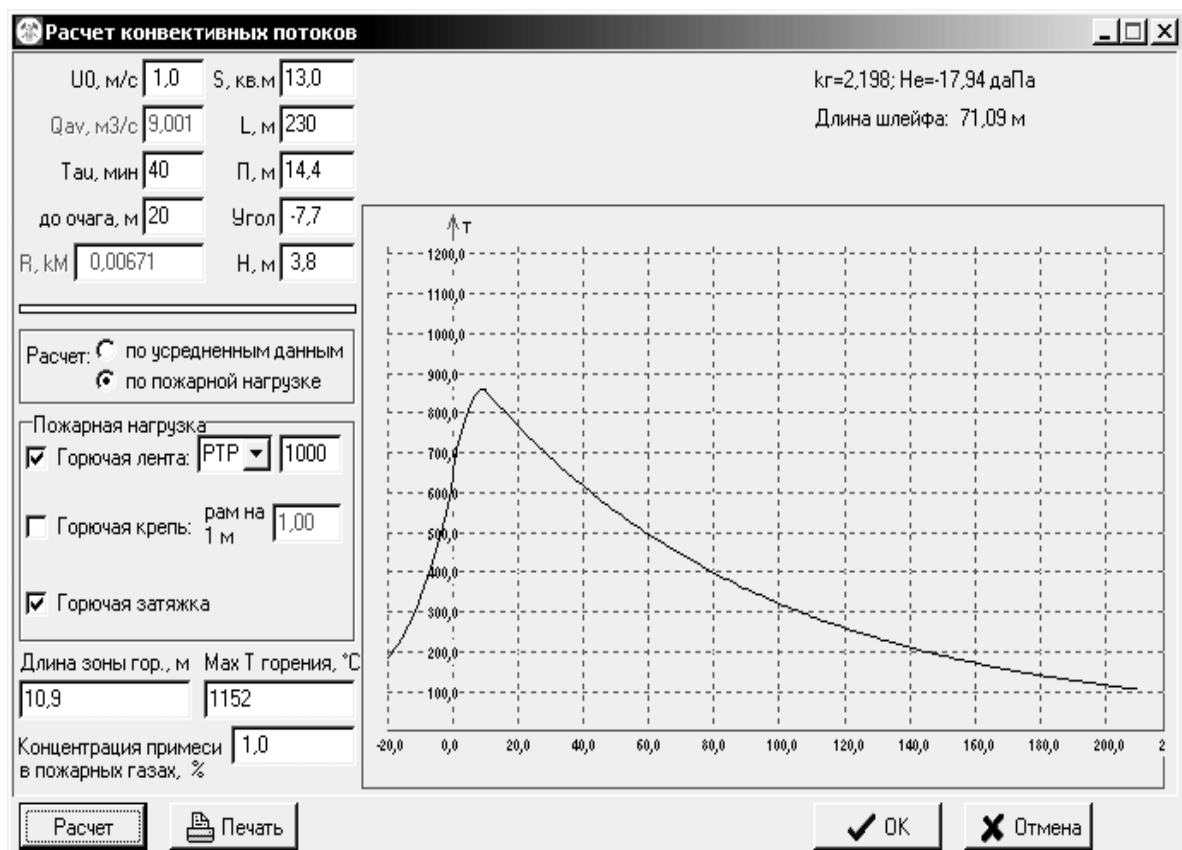 Расчет конвективных потоков
U0, м/с 1,0 S, кв.м 13,0
Qav, м3/с 9,001 L, м 230
Tau, мин 40 П, м 14,4
до очага, м 20 Угол -7,7
R, kM 0,00671 H, м 3,8
kг=2,198; He=-17,94 даПа
Длина шлейфа: 71,09 м
Расчет: по усредненным данным
по пожарной нагрузке
Пожарная нагрузка
Горючая лента: РТР 1000
Горючая крепь: рам на 1 м 1,00
Горючая затяжка
Длина зоны гор., м Max T горения, °C
10,9 1152
Концентрация примеси в пожарных газах, % 1,0
T
1200,0
1100,0
1000,0
900,0
800,0
700,0
600,0
500,0
400,0
300,0
200,0
100,0
-20,0 0,0 20,0 40,0 60,0 80,0 100,0 120,0 140,0 160,0 180,0 200,0 2
Расчет Печать OK Отмена